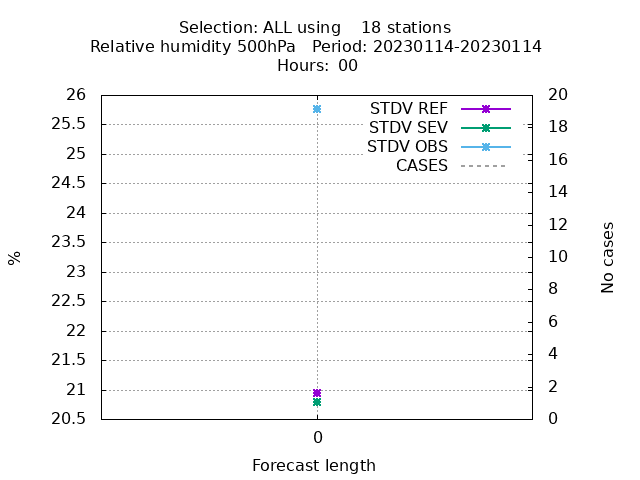 Selection: ALL using    18 stations
Relative humidity 500hPa   Period: 20230114-20230114
Hours: 00
26
25.5
25
24.5
24
23.5
23
22.5
22
21.5
21
20.5
%
STDV REF
STDV SEV
STDV OBS
CASES
20
18
16
14
12
10
8
6
4
2
0
No cases
0
Forecast length